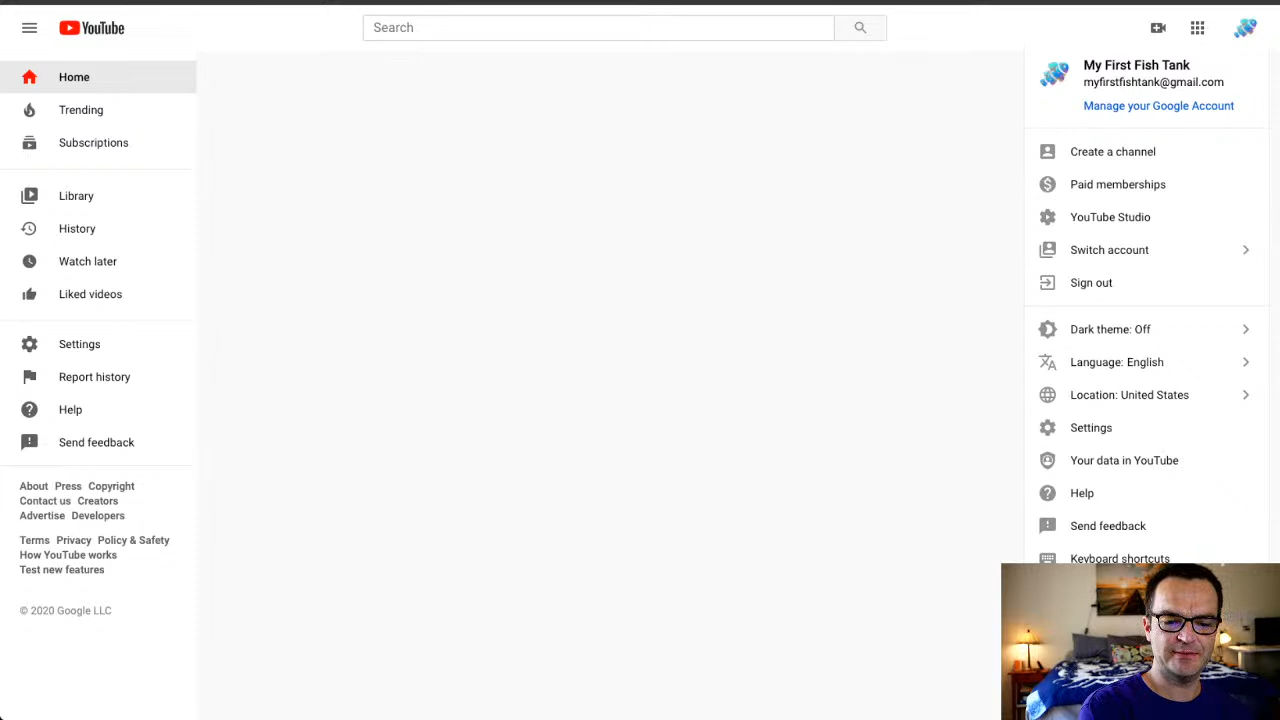 YouTube
Search
Home
Trending
Subscriptions
Library
History
Watch later
Liked videos
Settings
Report history
Help
Send feedback
About Press Copyright
Contact us Creators
Advertise Developers
Terms Privacy Policy & Safety
How YouTube works
Test new features
© 2020 Google LLC
My First Fish Tank
myfirstfishtank@gmail.com
Manage your Google Account
Create a channel
Paid memberships
YouTube Studio
Switch account
Sign out
Dark theme: Off
Language: English
Location: United States
Settings
Your data in YouTube
Help
Send feedback
Keyboard shortcuts